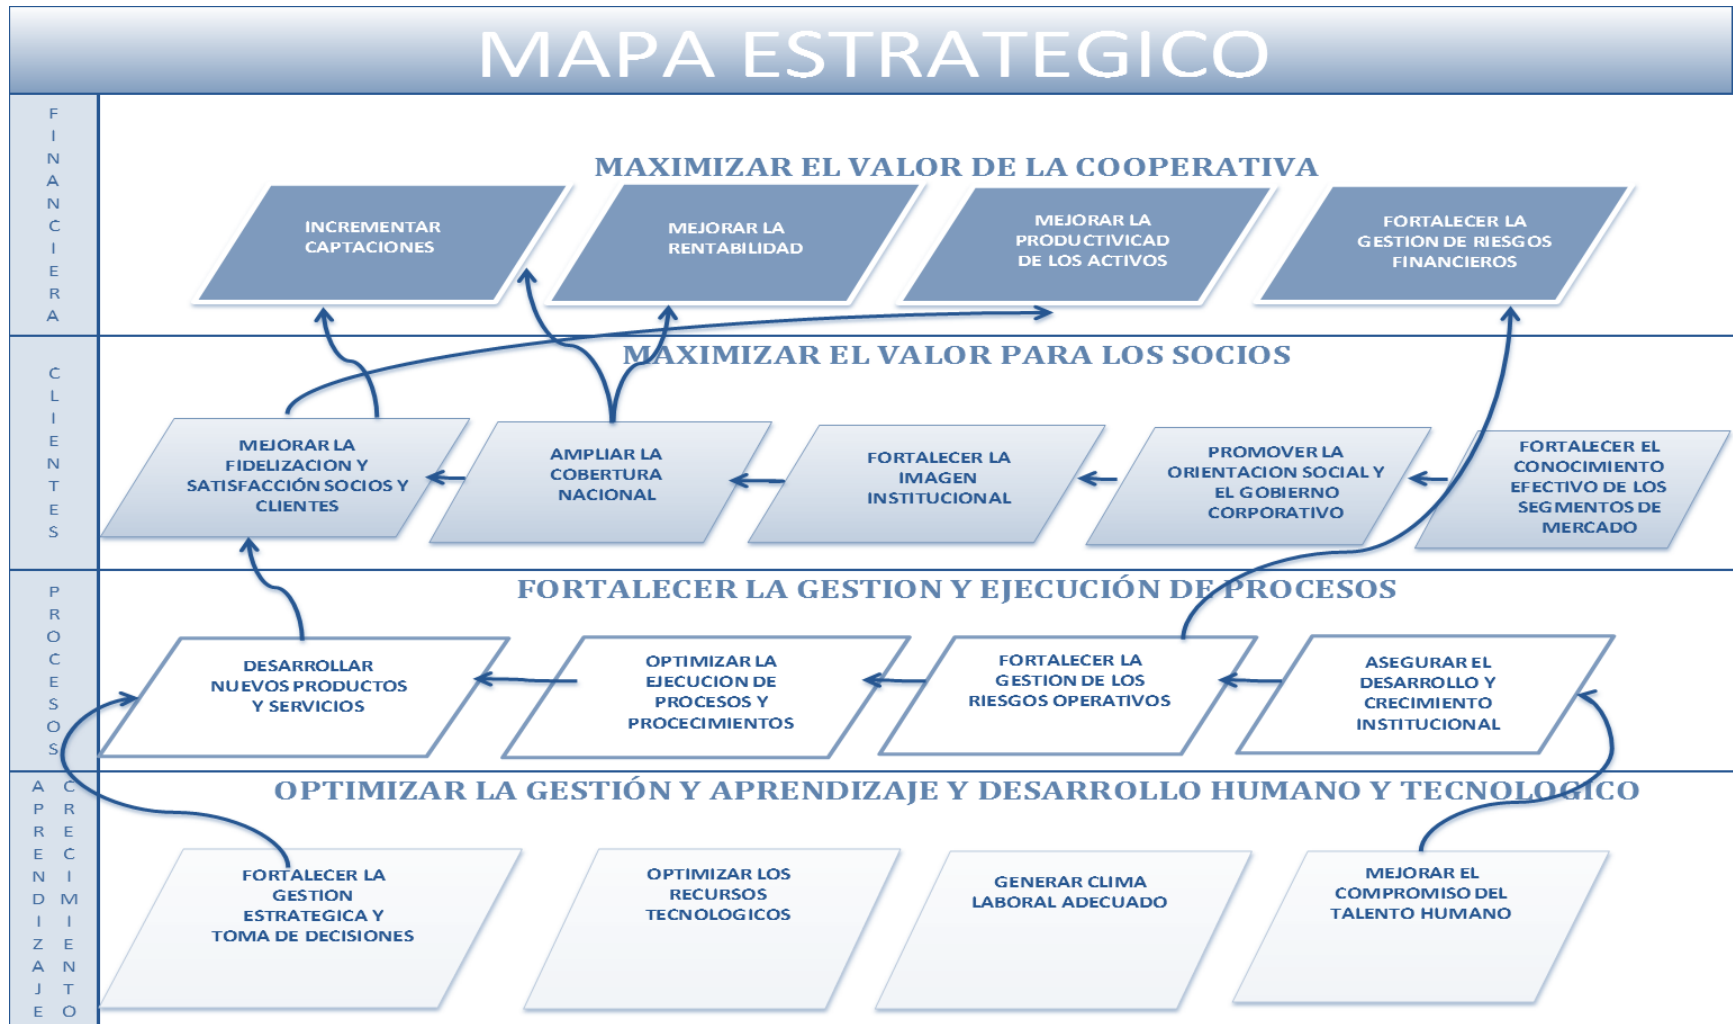 MAPA ESTRATEGICO
FINANCIERA
MAXIMIZAR EL VALOR DE LA COOPERATIVA
INCREMENTAR
CAPTACIONES
MEJORAR LA
RENTABILIDAD
MEJORAR LA
PRODUCTIVICAD
DE LOS ACTIVOS
FORTALECER LA
GESTION DE RIESGOS
FINANCIEROS
CLIENTES
MAXIMIZAR EL VALOR PARA LOS SOCIOS
MEJORAR LA
FIDELIZACION Y
SATISFACCIÓN SOCIOS Y
CLIENTES
AMPLIAR LA
COBERTURA
NACIONAL
FORTALECER LA
IMAGEN
INSTITUCIONAL
PROMOVER LA
ORIENTACION SOCIAL Y
EL GOBIERNO
CORPORATIVO
FORTALECER EL
CONOCIMIENTO
EFECTIVO DE LOS
SEGMENTOS DE
MERCADO
PROCESOS
FORTALECER LA GESTION Y EJECUCIÓN DE PROCESOS
DESARROLLAR
NUEVOS PRODUCTOS
Y SERVICIOS
OPTIMIZAR LA
EJECUCION DE
PROCESOS Y
PROCECIMIENTOS
FORTALECER LA
GESTION DE LOS
RIESGOS OPERATIVOS
ASEGURAR EL
DESARROLLO Y
CRECIMIENTO
INSTITUCIONAL
APRENDIZAJE
CRECIMIENTO
OPTIMIZAR LA GESTIÓN Y APRENDIZAJE Y DESARROLLO HUMANO Y TECNOLOGICO
FORTALECER LA
GESTION
ESTRATEGICA Y
TOMA DE DECISIONES
OPTIMIZAR LOS
RECURSOS
TECNOLOGICOS
GENERAR CLIMA
LABORAL ADECUADO
MEJORAR EL
COMPROMISO DEL
TALENTO HUMANO